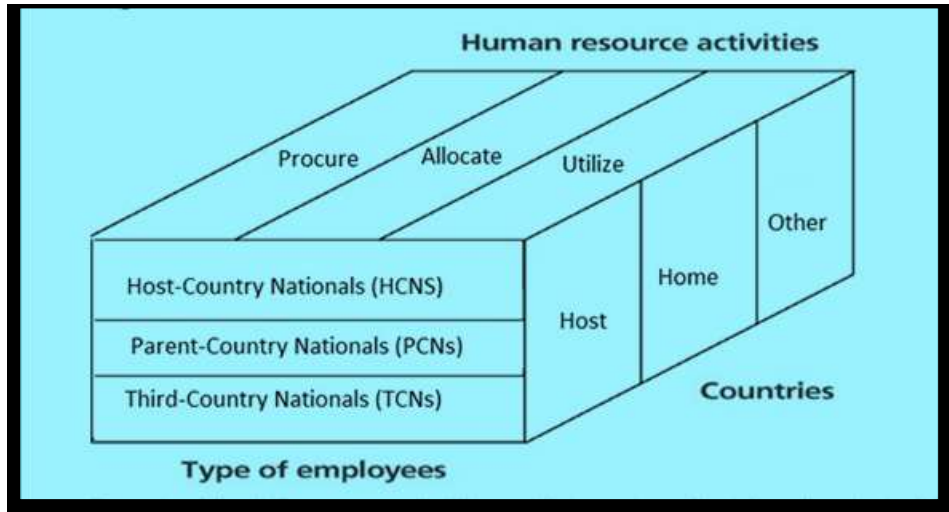 Human resource activities
Procure
Allocate
Utilize
Other
Home
Host
Host-Country Nationals (HCNS)
Parent-Country Nationals (PCNs)
Third-Country Nationals (TCNs)
Countries
Type of employees